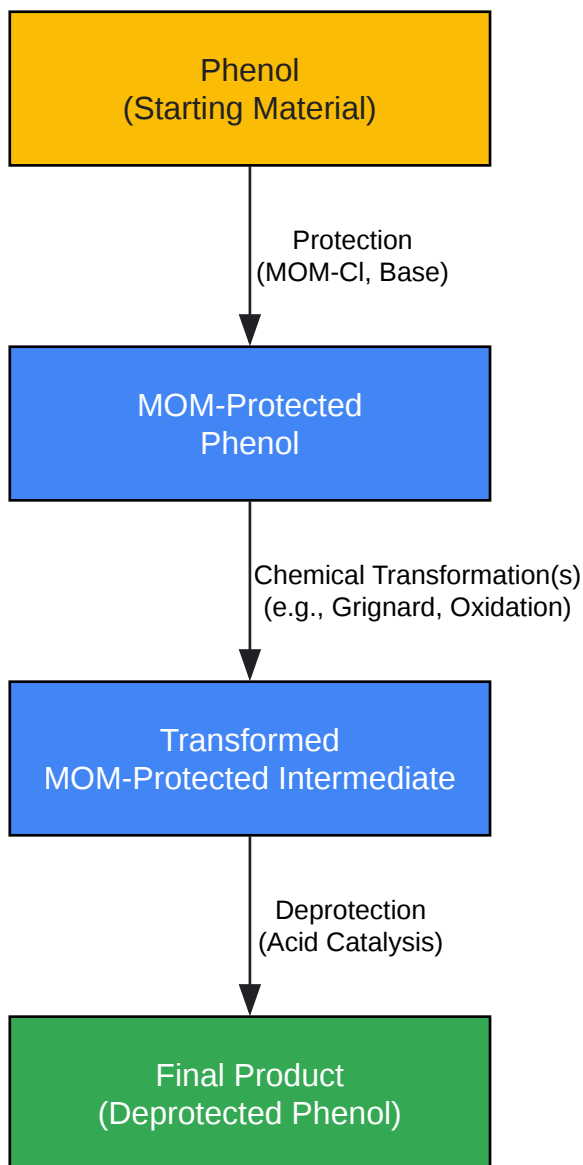 Phenol
(Starting Material)
Protection
(MOM-Cl, Base)
MOM-Protected
Phenol
Chemical Transformation(s)
(e.g., Grignard, Oxidation)
Transformed
MOM-Protected Intermediate
Deprotection
(Acid Catalysis)
Final Product
(Deprotected Phenol)